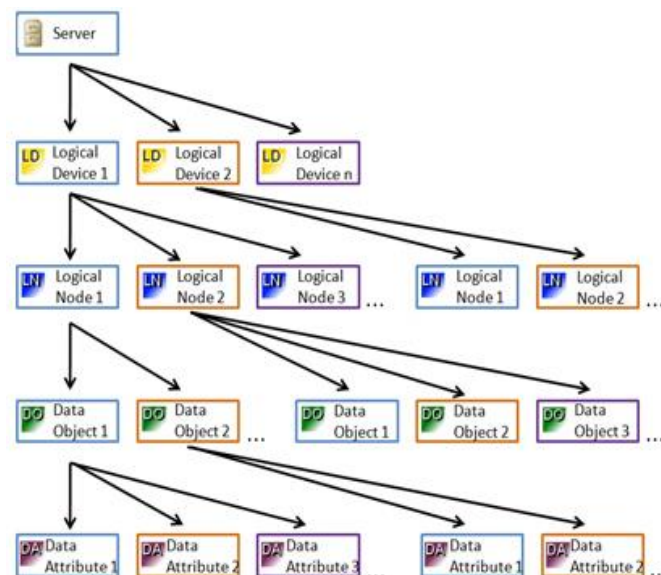 Server
LD Logical
Device 1
LD Logical
Device 2
LD Logical
Device n
LN Logical
Node 1
LN Logical
Node 2
LN Logical
Node 3
...
LN Logical
Node 1
LN Logical
Node 2
...
DO Data
Object 1
DO Data
Object 2
...
DO Data
Object 1
DO Data
Object 2
DO Data
Object 3
...
DA Data
Attribute 1
DA Data
Attribute 2
DA Data
Attribute 3
...
DA Data
Attribute 1
DA Data
Attribute 2
...